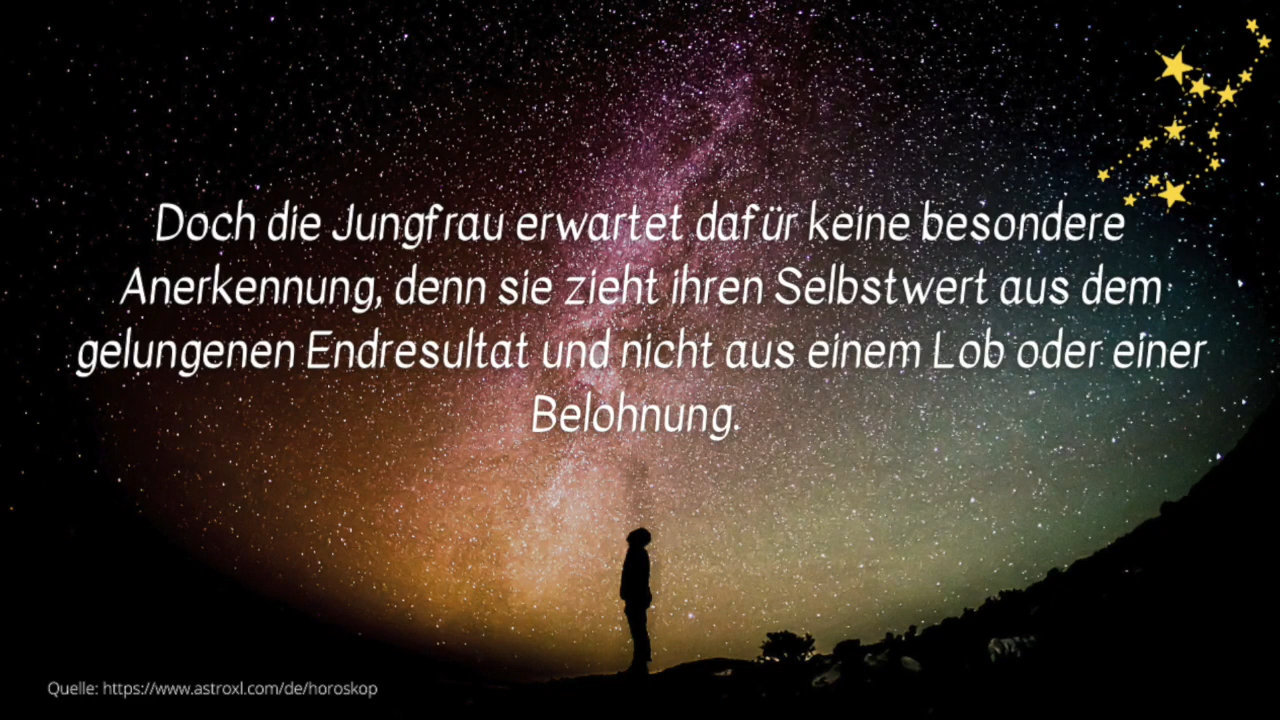 Doch die Jungfrau erwartet dafür keine besondere
Anerkennung, denn sie zieht ihren Selbstwert aus dem
gelungenen Endresultat und nicht aus einem Lob oder einer
Belohnung.
Quelle: https://www.astroxl.com/de/horoskop